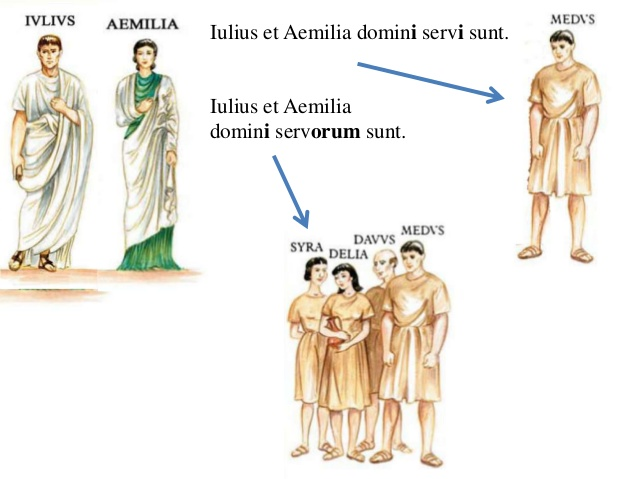 IVLIVS
AEMILIA
Iulius et Aemilia domini servi sunt.
MEDVS
Iulius et Aemilia
domini servorum sunt.
SYRA
DELIA
DAVVS
MEDVS